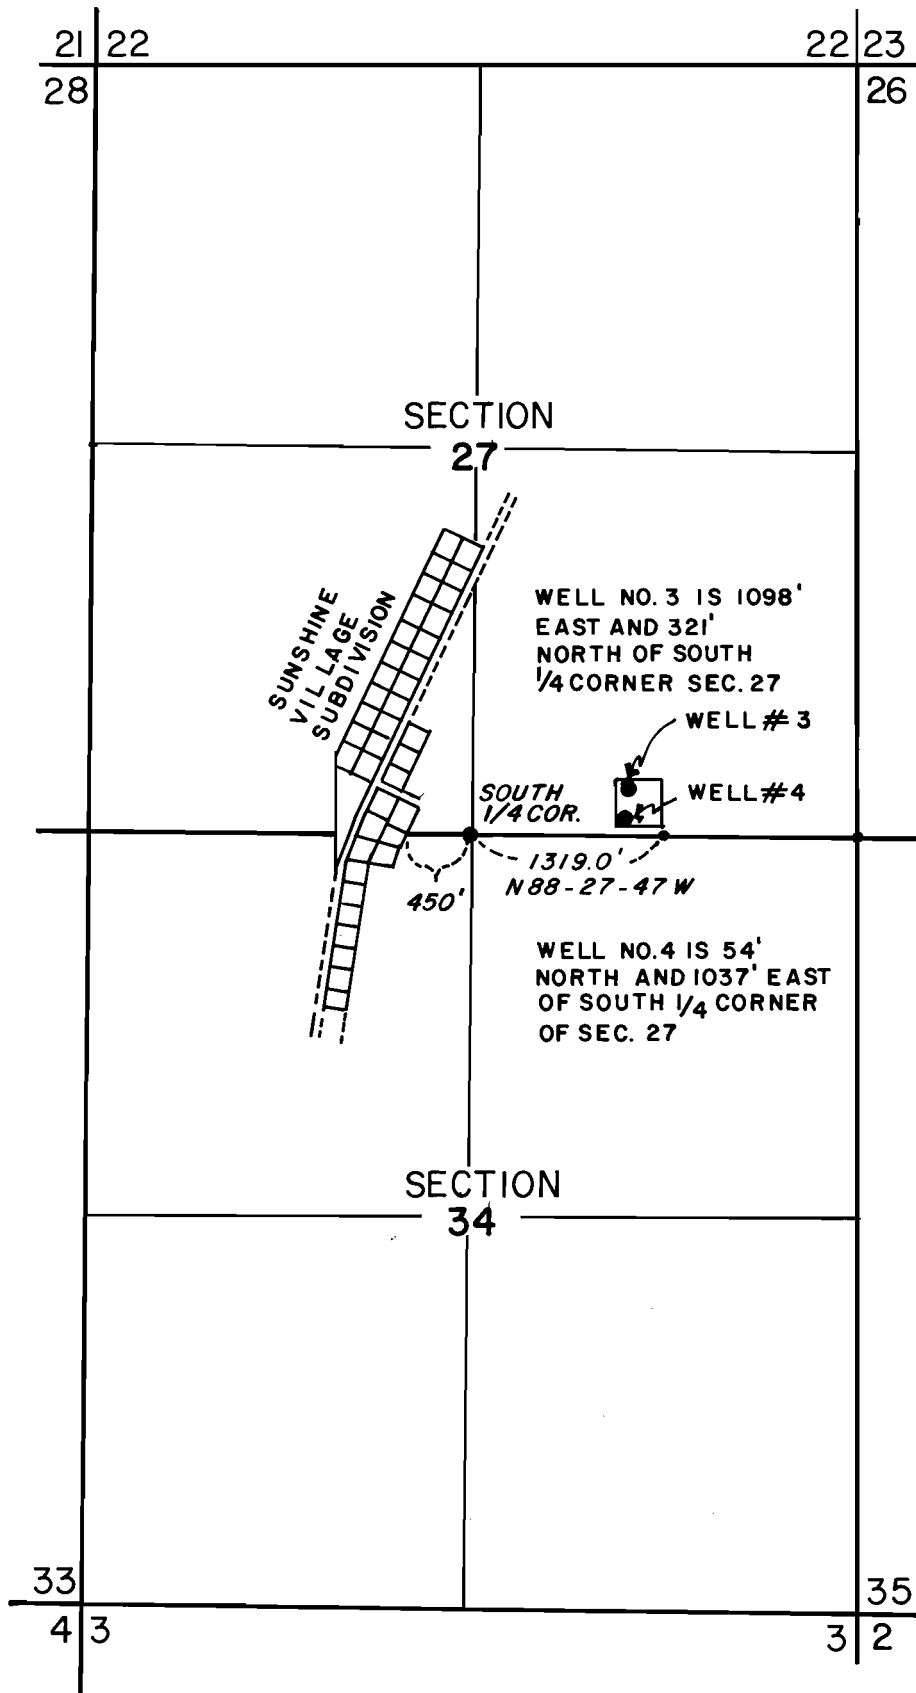 21 22
22 23
28
26
SECTION
27
SUNSHINE
VILLAGE
SUBDIVISION
WELL NO. 3 IS 1098'
EAST AND 321'
NORTH OF SOUTH
1/4 CORNER SEC. 27
WELL # 3
WELL #4
SOUTH
1/4 COR.
450'
1319.0'
N 88-27-47 W
WELL NO. 4 IS 54'
NORTH AND 1037' EAST
OF SOUTH 1/4 CORNER
OF SEC. 27
SECTION
34
33
35
4 3
3 2